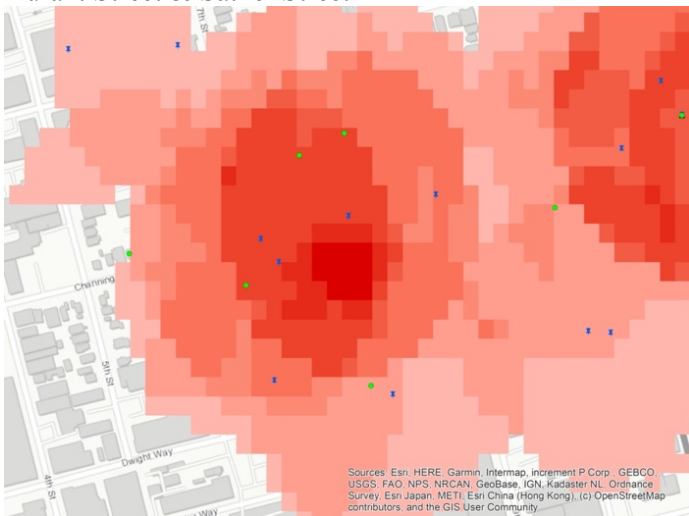 7th St
Channing
5th St
Dwight Way
4th St
Way
Sources: Esri, HERE, Garmin, Intermap, increment P Corp., GEBCO,
USGS, FAO, NPS, NRCAN, GeoBase, IGN, Kadaster NL, Ordnance
Survey, Esri Japan, METI, Esri China (Hong Kong), (c) OpenStreetMap
contributors, and the GIS User Community